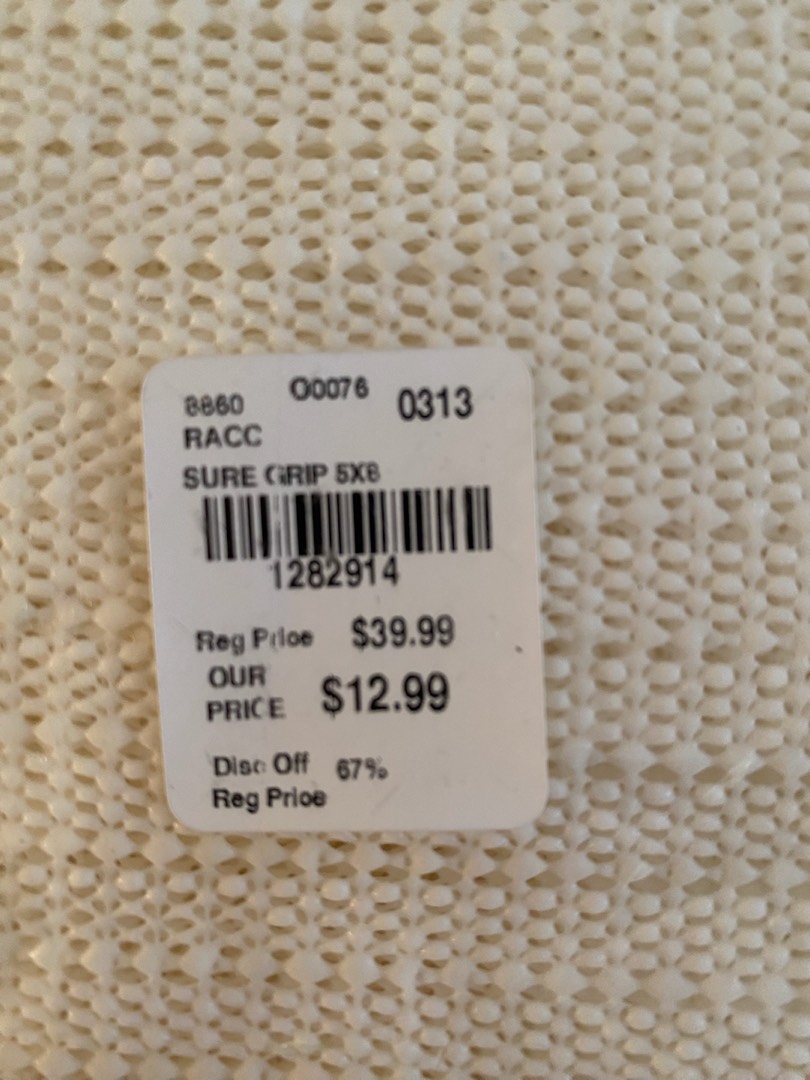 8860 00076 0313
RACC
SURE GRIP 5X8
1282914
Reg Price $39.99
OUR
PRICE $12.99
Disc Off 67%
Reg Price